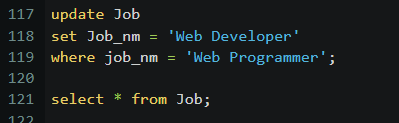 117 update Job
118 set Job_nm = 'Web Developer'
119 where job_nm = 'Web Programmer';
120
121 select * from Job;
122